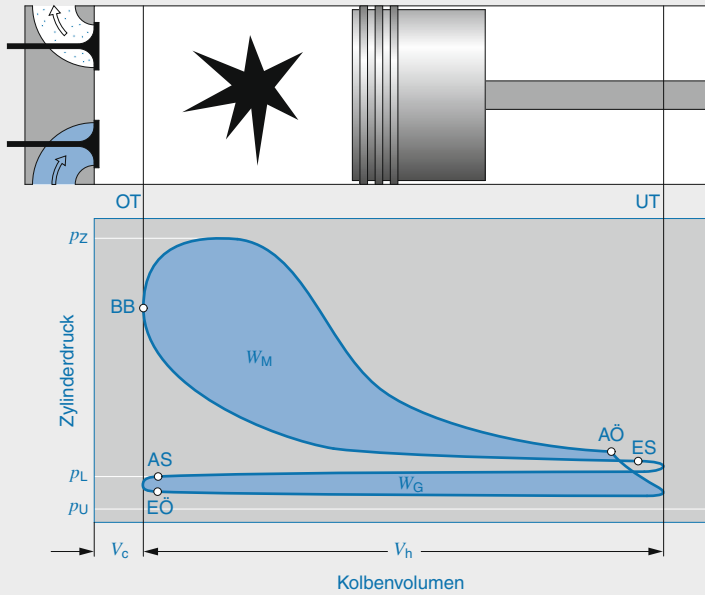 OT
UT
pZ
BB
Zylinderdruck
WM
AÖ
ES
AS
pL
WG
EÖ
pU
Vc
Vh
Kolbenvolumen